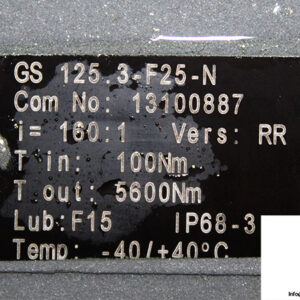 GS 125.3-F25-N
Com No: 13100887
i= 160:1 Vers: RR
T in: 100Nm
T out: 5600Nm
Lub:F15 IP68-3
Temp: -40/+40°C